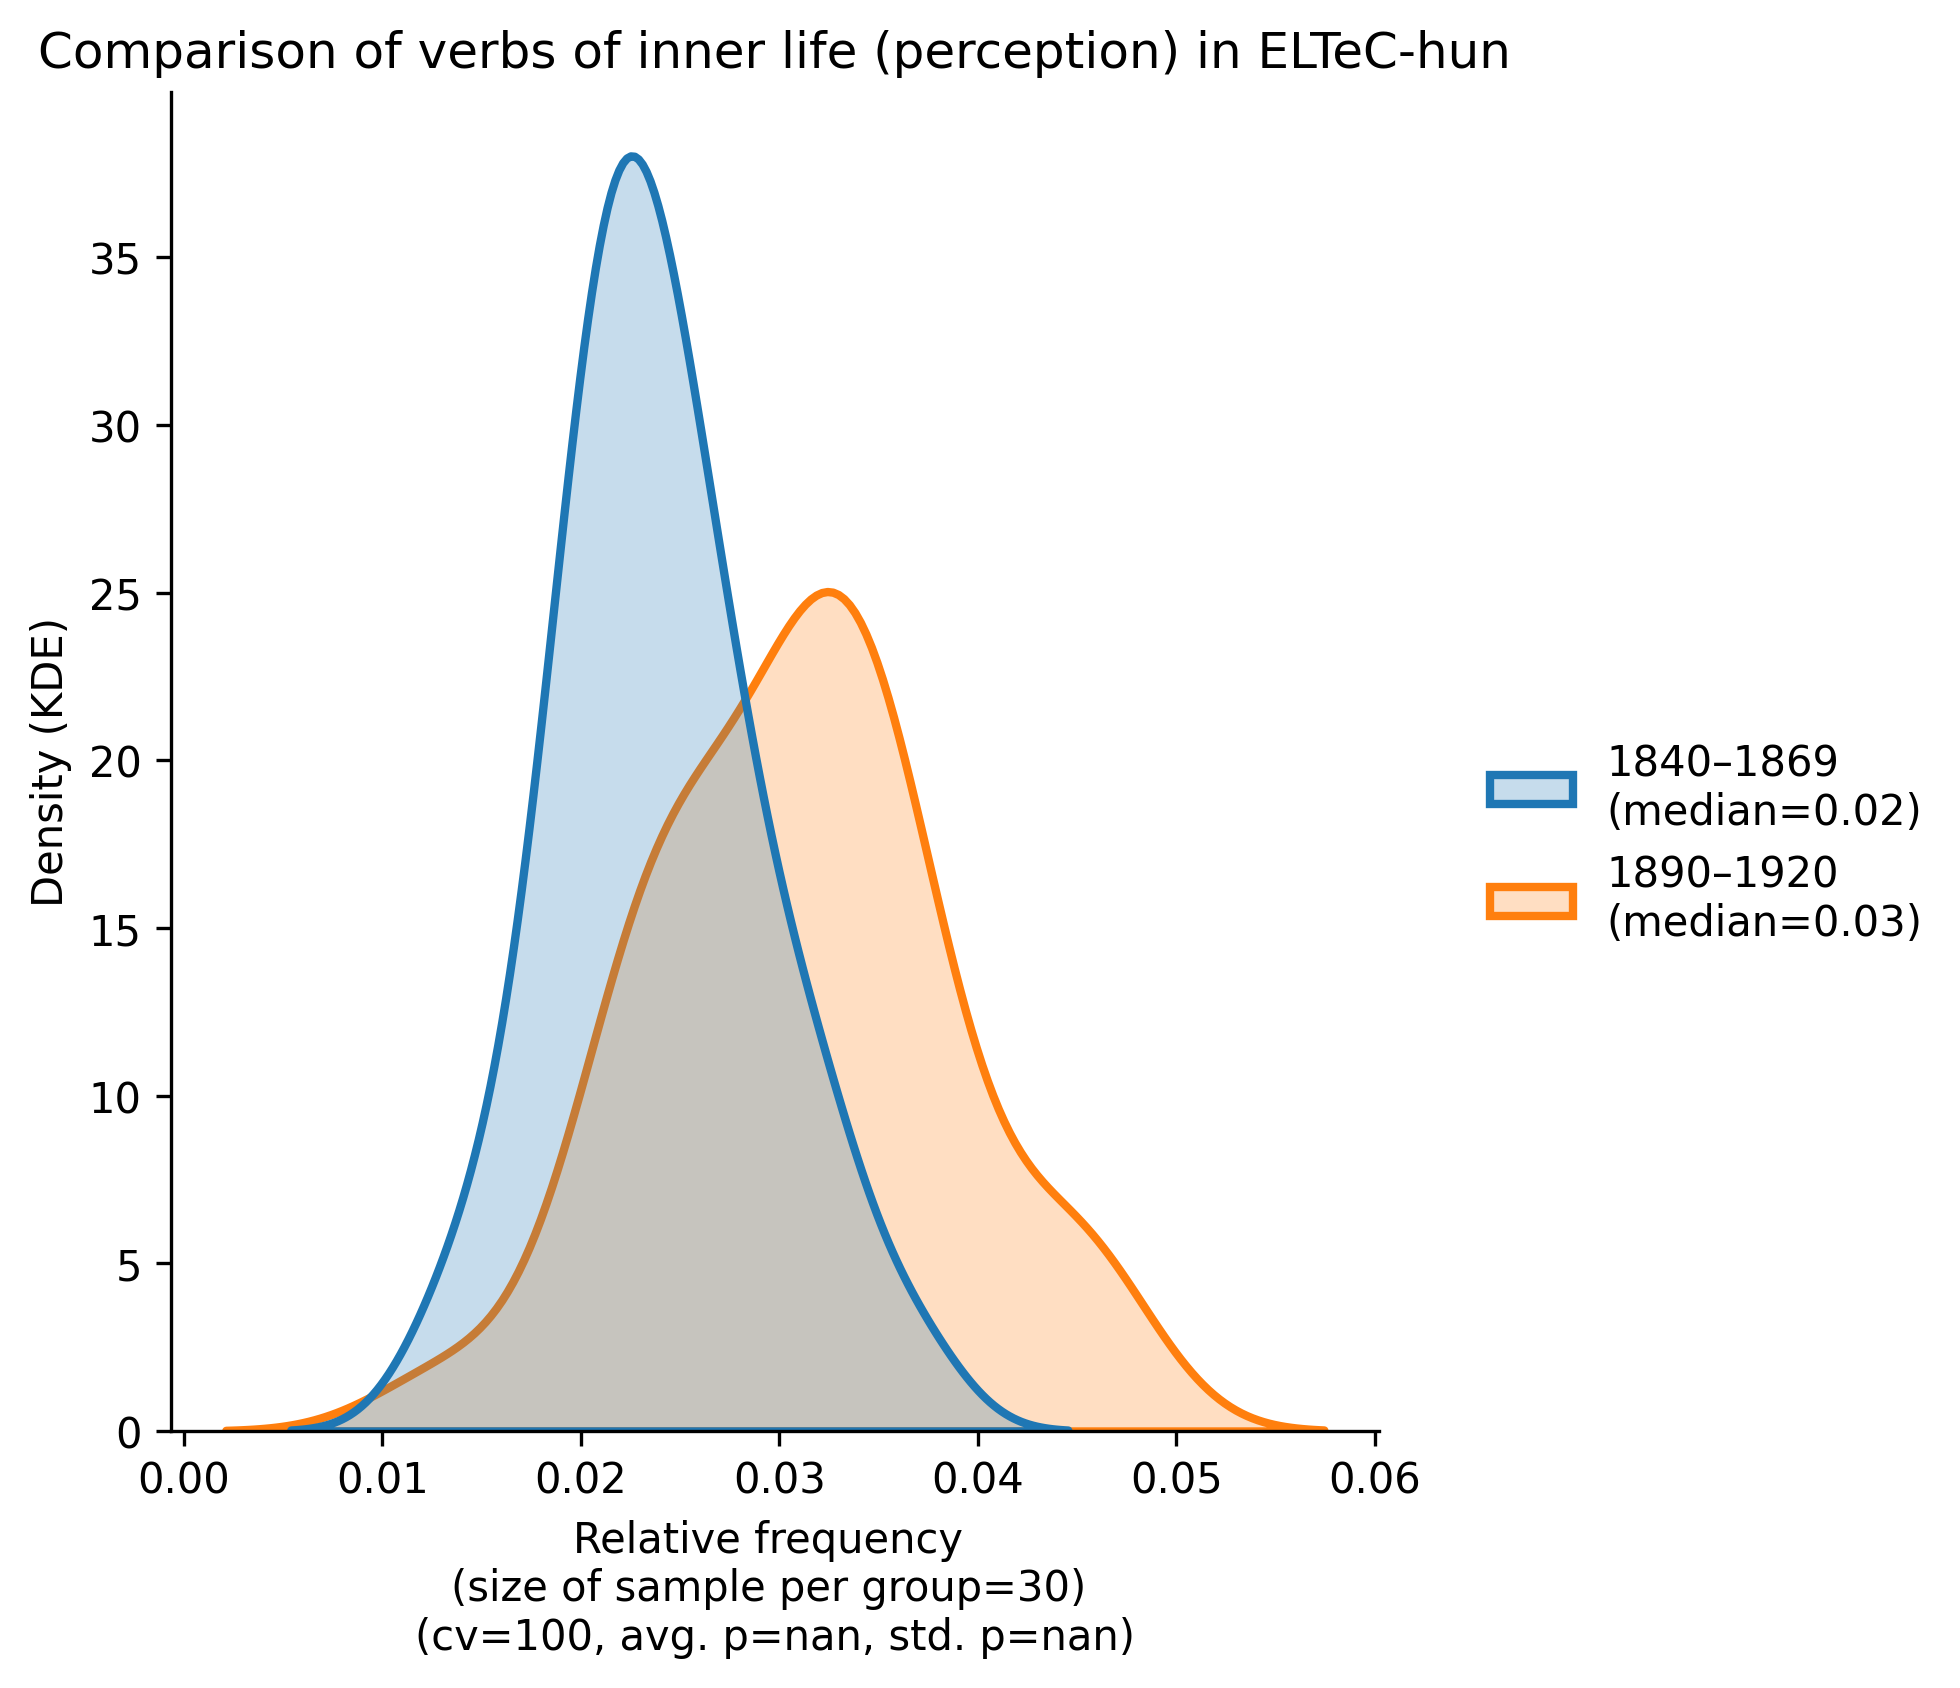 Comparison of verbs of inner life (perception) in ELTeC-hun
Density (KDE)
35
30
25
20
15
10
5
0
0.00 0.01 0.02 0.03 0.04 0.05 0.06
Relative frequency
(size of sample per group=30)
(cv=100, avg. p=nan, std. p=nan)
1840–1869
(median=0.02)
1890–1920
(median=0.03)